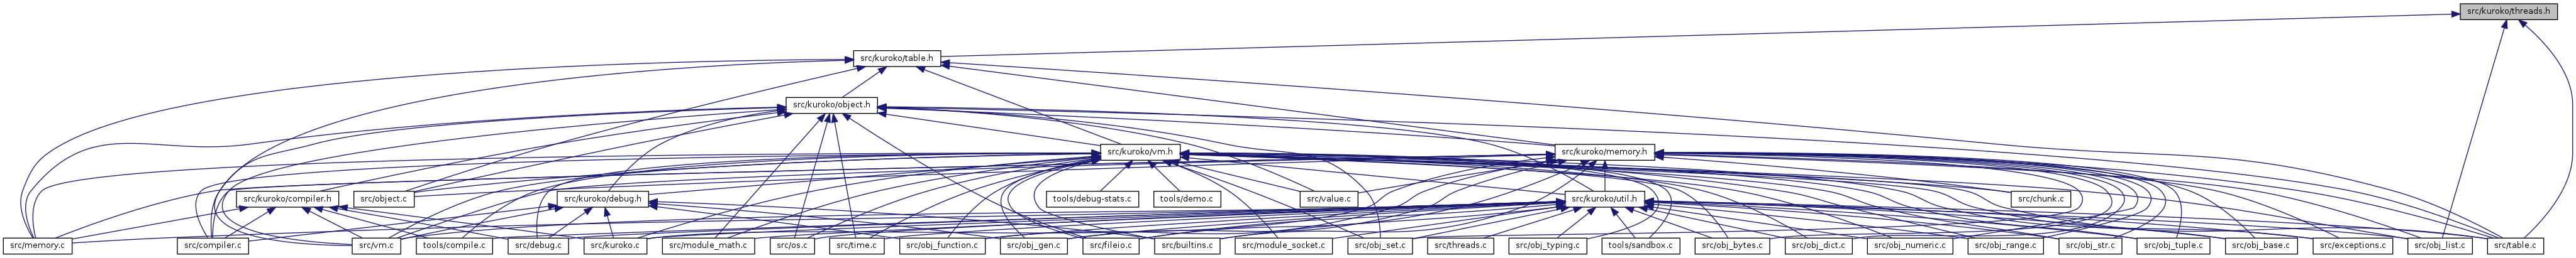 src/kuroko/threads.h
src/kuroko/table.h
src/kuroko/object.h
src/kuroko/vm.h
src/kuroko/memory.h
src/kuroko/compiler.h
src/object.c
src/kuroko/debug.h
tools/debug-stats.c
tools/demo.c
src/value.c
src/kuroko/util.h
src/chunk.c
src/memory.c
src/compiler.c
src/vm.c
tools/compile.c
src/debug.c
src/kuroko.c
src/module_math.c
src/os.c
src/time.c
src/obj_function.c
src/obj_gen.c
src/fileio.c
src/builtins.c
src/module_socket.c
src/obj_set.c
src/threads.c
src/obj_typing.c
tools/sandbox.c
src/obj_bytes.c
src/obj_dict.c
src/obj_numeric.c
src/obj_range.c
src/obj_str.c
src/obj_tuple.c
src/obj_base.c
src/exceptions.c
src/obj_list.c
src/table.c